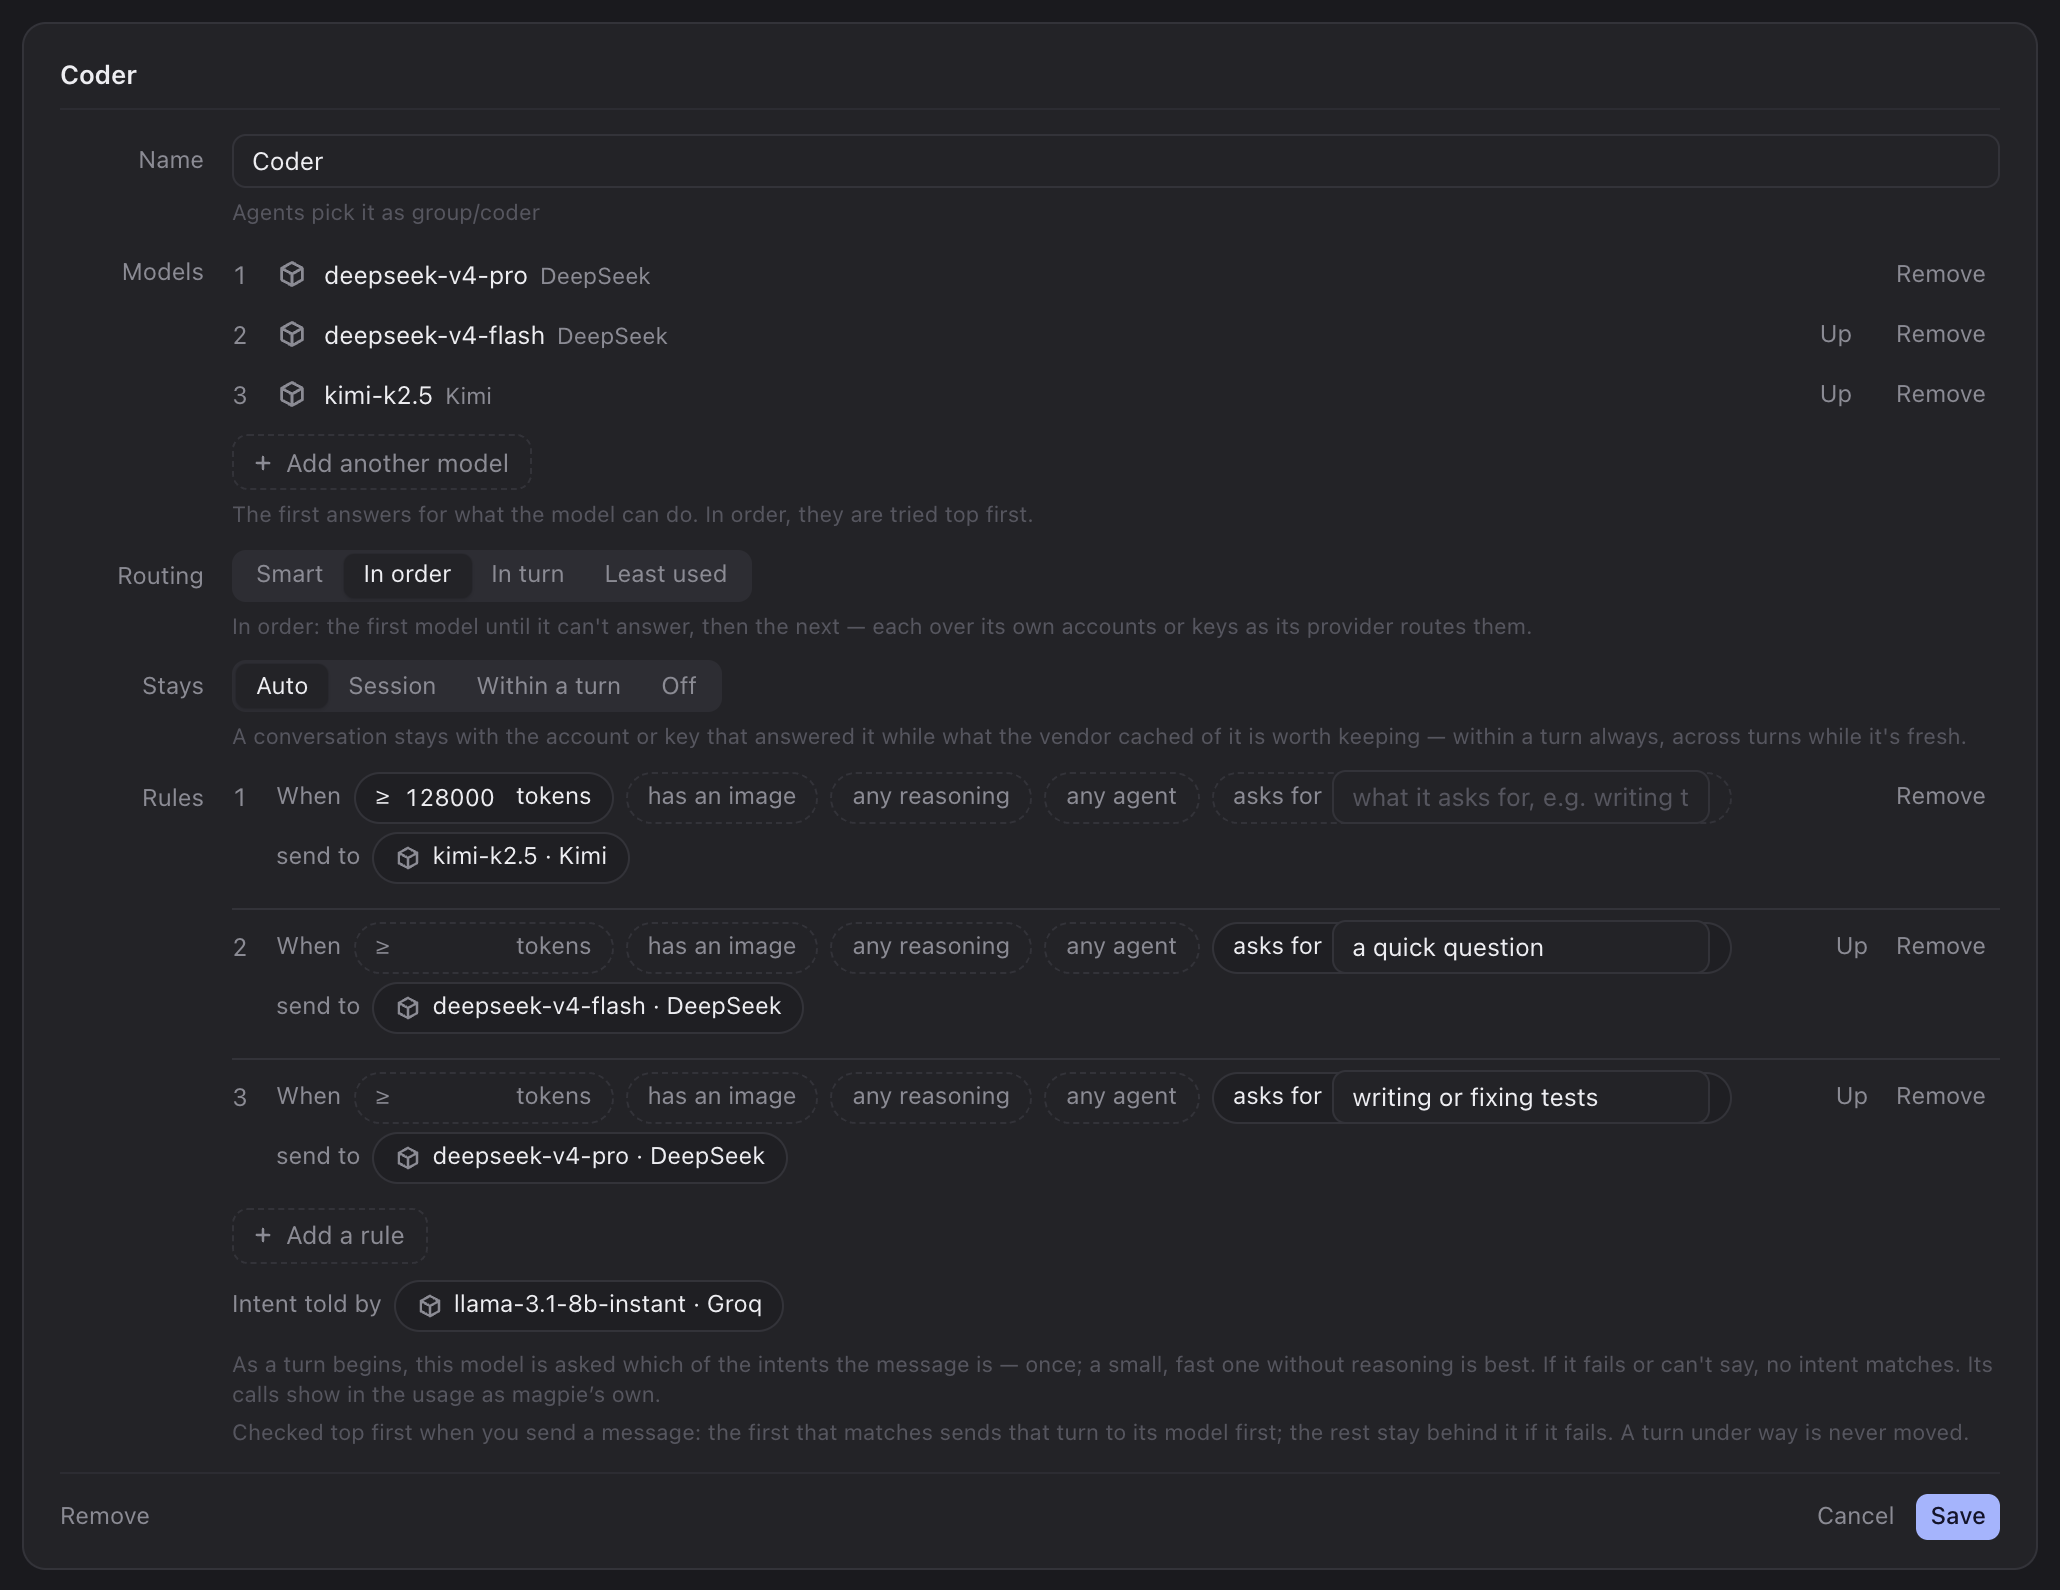 Coder
Name Coder
Agents pick it as group/coder
Models 1 deepseek-v4-pro DeepSeek Remove
2 deepseek-v4-flash DeepSeek Up Remove
3 kimi-k2.5 Kimi Up Remove
+ Add another model
The first answers for what the model can do. In order, they are tried top first.
Routing Smart In order In turn Least used
In order: the first model until it can't answer, then the next — each over its own accounts or keys as its provider routes them.
Stays Auto Session Within a turn Off
A conversation stays with the account or key that answered it while what the vendor cached of it is worth keeping — within a turn always, across turns while it's fresh.
Rules 1 When ≥ 128000 tokens has an image any reasoning any agent asks for what it asks for, e.g. writing t Remove
send to kimi-k2.5 · Kimi
2 When ≥ tokens has an image any reasoning any agent asks for a quick question Up Remove
send to deepseek-v4-flash · DeepSeek
3 When ≥ tokens has an image any reasoning any agent asks for writing or fixing tests Up Remove
send to deepseek-v4-pro · DeepSeek
+ Add a rule
Intent told by llama-3.1-8b-instant · Groq
As a turn begins, this model is asked which of the intents the message is — once; a small, fast one without reasoning is best. If it fails or can't say, no intent matches. Its
calls show in the usage as magpie’s own.
Checked top first when you send a message: the first that matches sends that turn to its model first; the rest stay behind it if it fails. A turn under way is never moved.
Remove Cancel Save